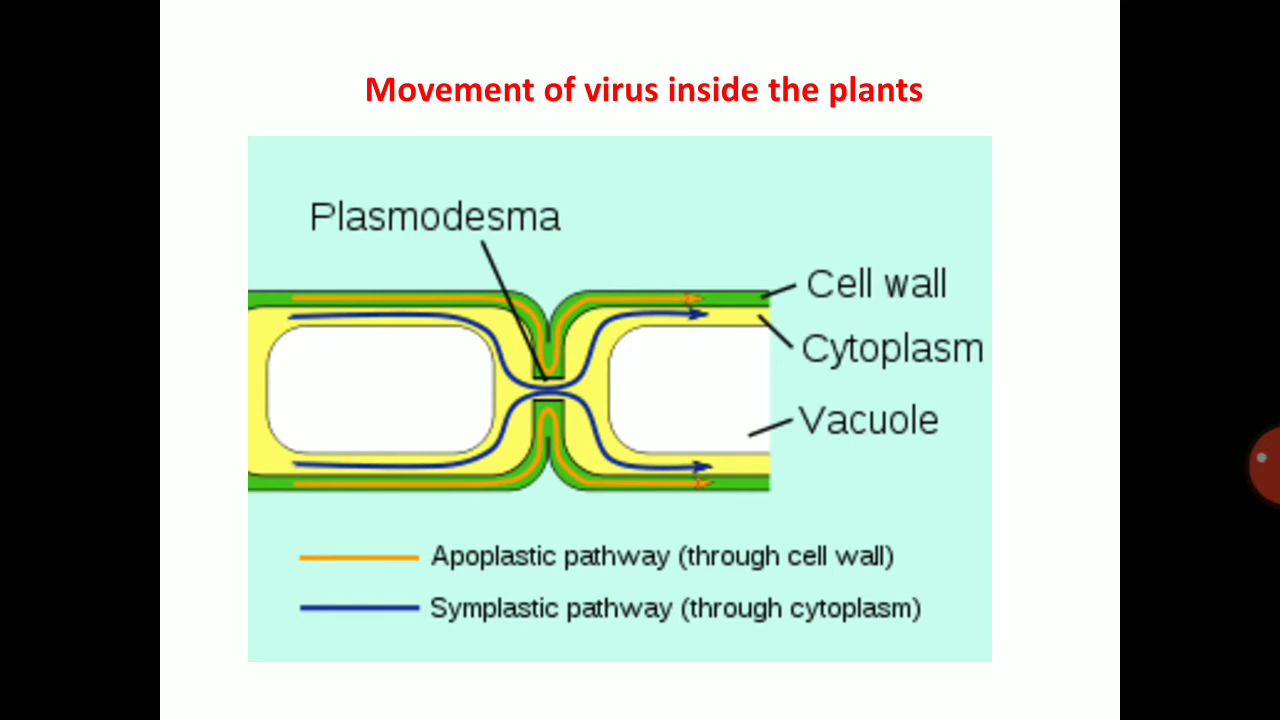 Movement of virus inside the plants
Plasmodesma
Cell wall
Cytoplasm
Vacuole
Apoplastic pathway (through cell wall)
Symplastic pathway (through cytoplasm)